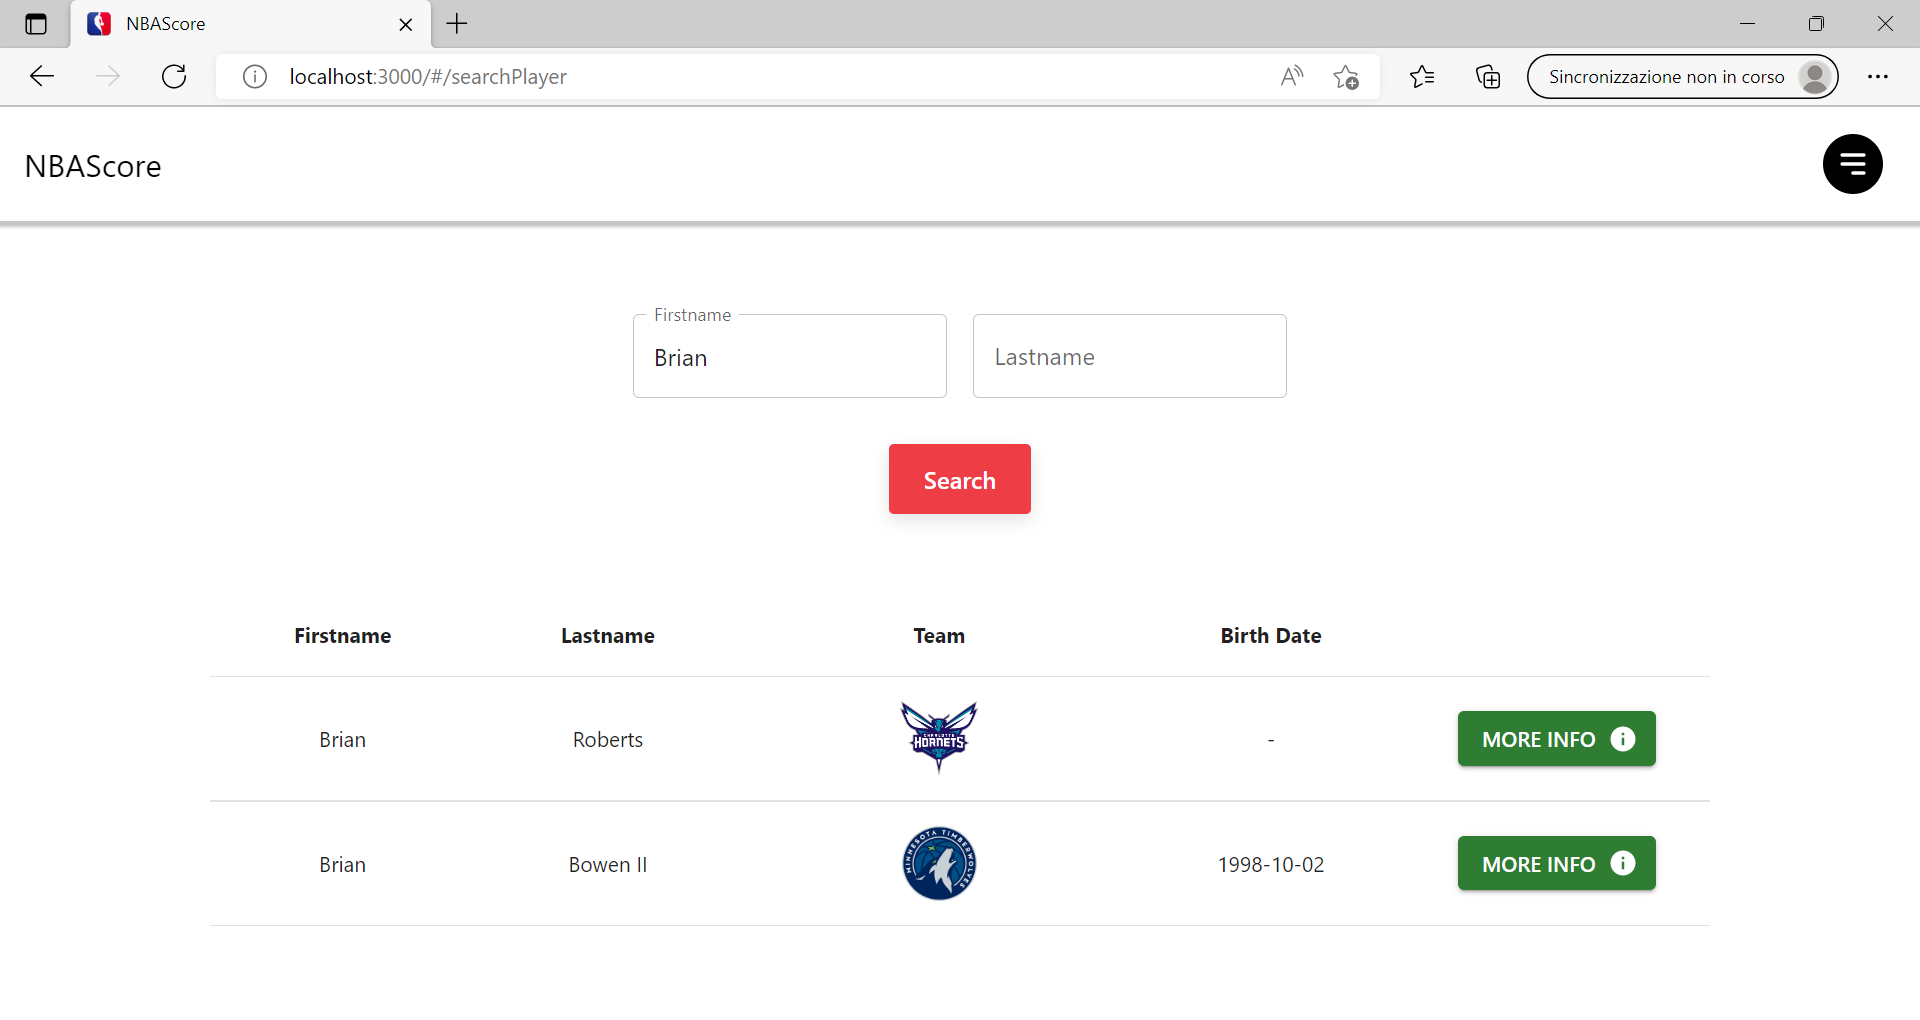 NBAScore
localhost:3000/#/searchPlayer
Sincronizzazione non in corso
NBAScore
Firstname
Brian
Lastname
Search
Firstname Lastname Team Birth Date
CHARLOTTE
HORNETS
Brian Roberts - MORE INFO
MINNESOTA TIMBERWOLVES
Brian Bowen II 1998-10-02 MORE INFO